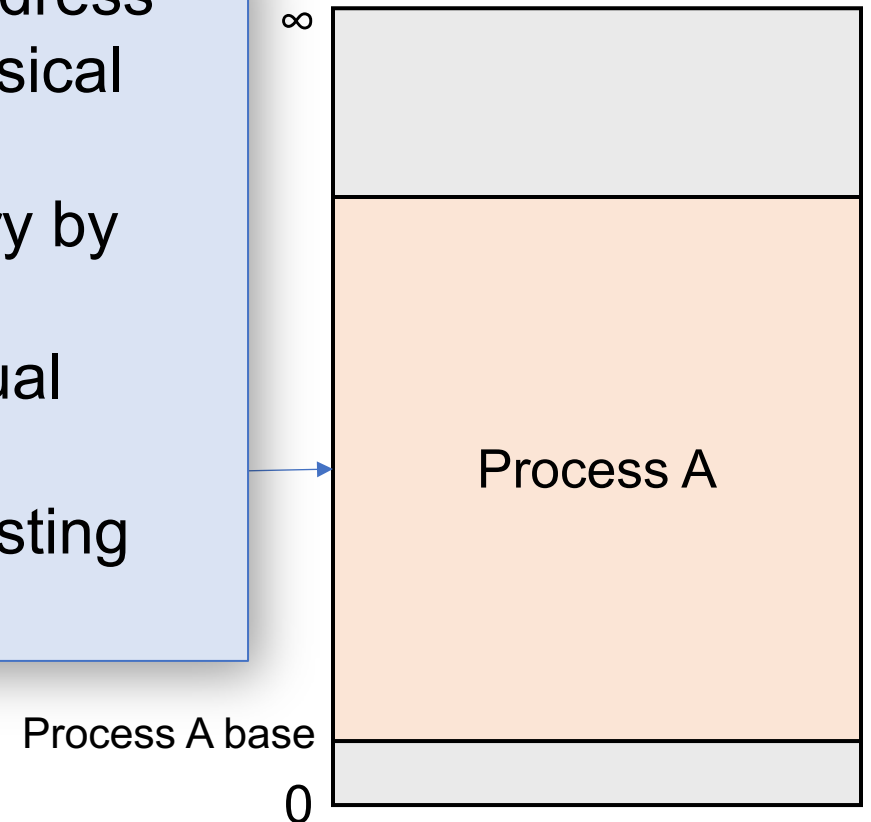 sical
y by
ual
sting
∞
Process A
Process A base
0